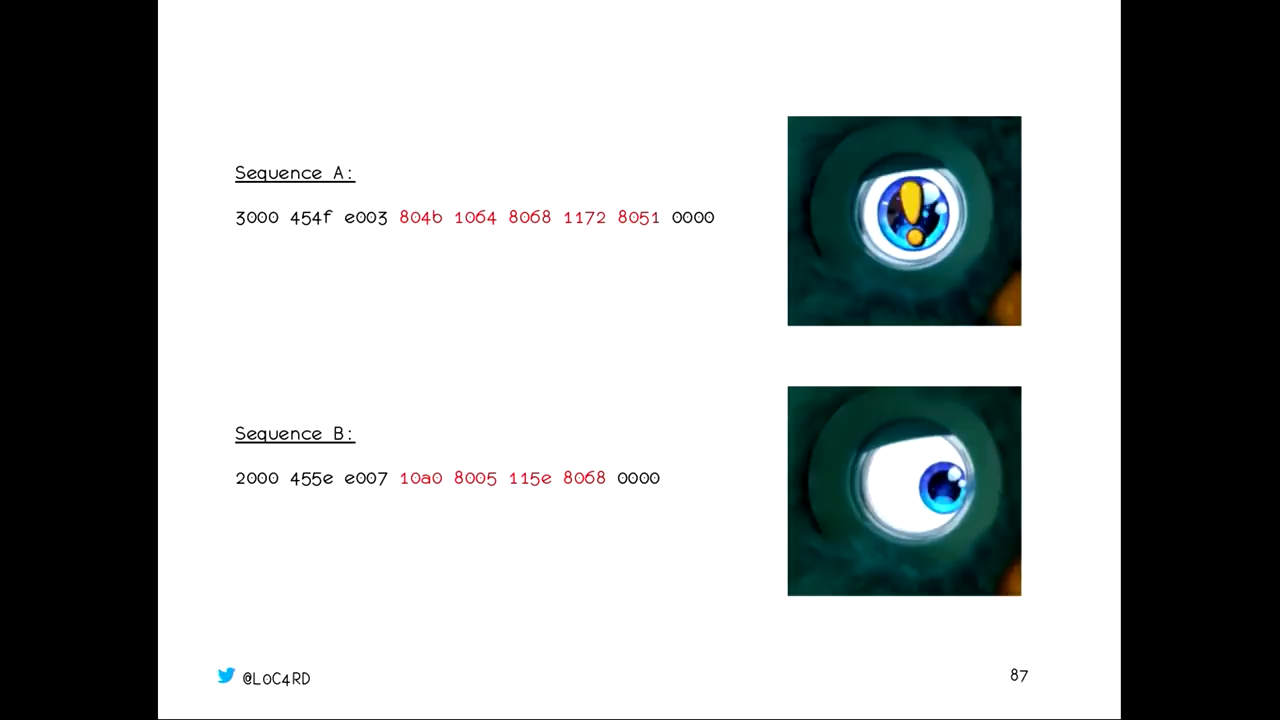 Sequence A:
3000 454f e003 804b 1064 8068 1172 8051 0000
Sequence B:
2000 455e e007 10a0 8005 115e 8068 0000
@L0C4RD
87